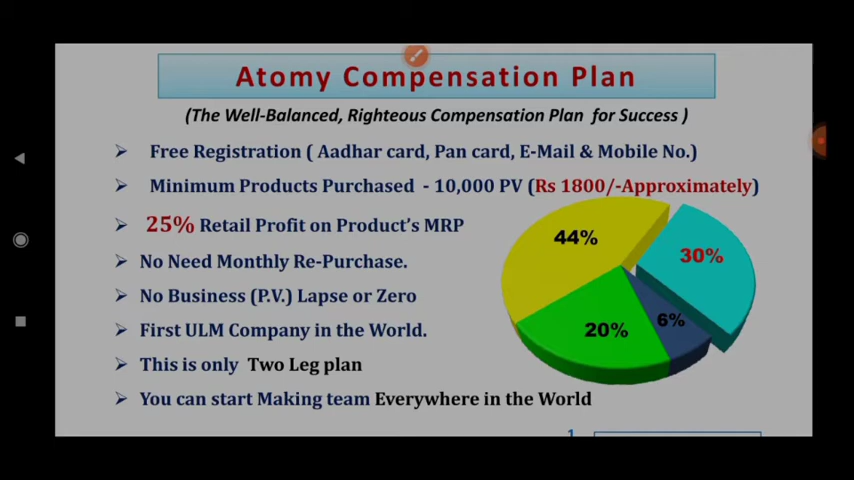 Atomy Compensation Plan
(The Well-Balanced, Righteous Compensation Plan for Success )
Free Registration ( Aadhar card, Pan card, E-Mail & Mobile No.)
Minimum Products Purchased - 10,000 PV (Rs 1800/-Approximately)
25% Retail Profit on Product's MRP
No Need Monthly Re-Purchase.
No Business (P.V.) Lapse or Zero
First ULM Company in the World.
This is only Two Leg plan
You can start Making team Everywhere in the World
44%
30%
20%
6%
1